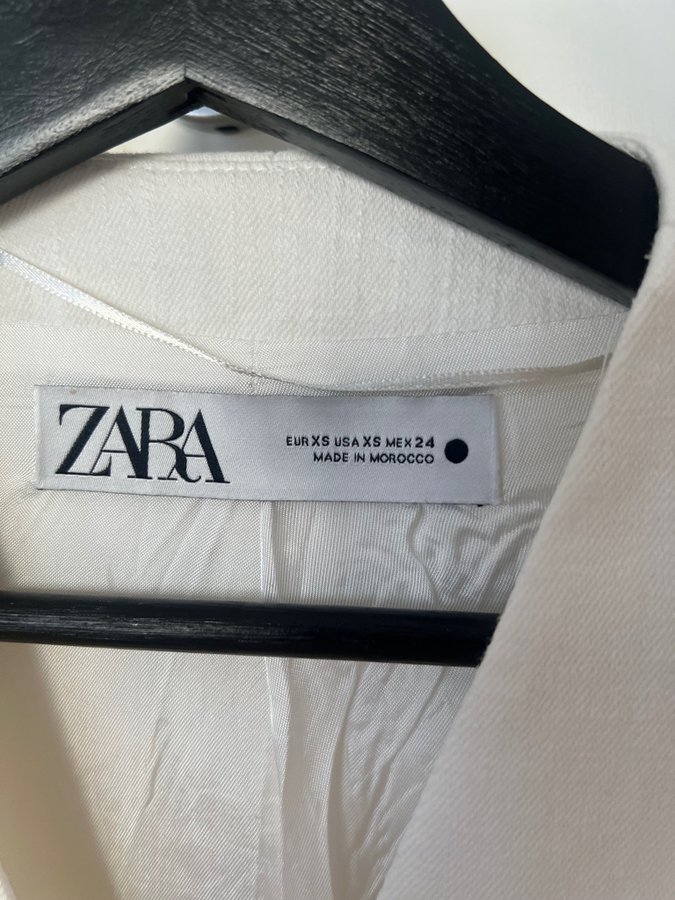 ZARA
EUR XS USA XS MEX 24
MADE IN MOROCCO